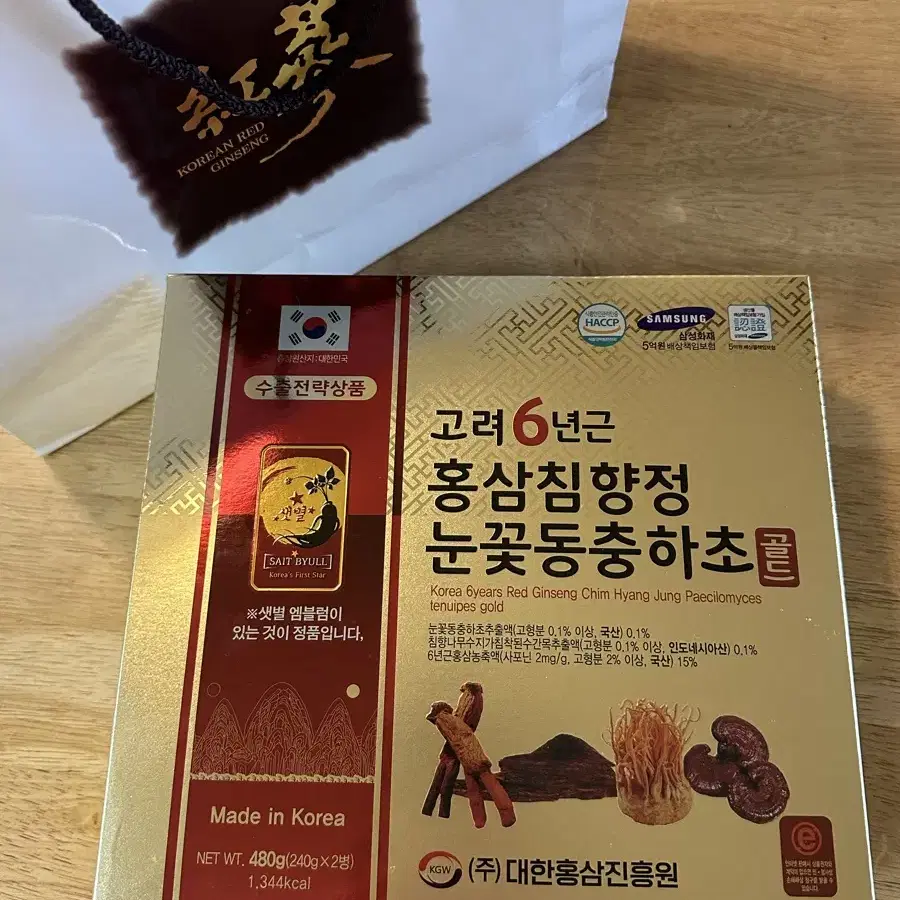 KOREAN RED
GINSENG
홍삼원산지 : 대한민국
수출전략상품
샛별
SAIT BYULL
Korea's First Star
※샛별 엠블럼이
있는 것이 정품입니다.
Made in Korea
NET WT. 480g(240g×2병)
1,344kcal
HACCP
SAMSUNG
삼성화재
5억원 배상책임보험
고려 6년근
홍삼침향정
눈꽃동충하초 골드
Korea 6years Red Ginseng Chim Hyang Jung Paecilomyces
tenuipes gold
눈꽃동충하초추출액(고형분 0.1% 이상, 국산) 0.1%
침향나무수지가침착된수간목추출액(고형분 0.1% 이상, 인도네시아산) 0.1%
6년근홍삼농축액(사포닌 2mg/g, 고형분 2% 이상, 국산) 15%
KGW
(주) 대한홍삼진흥원